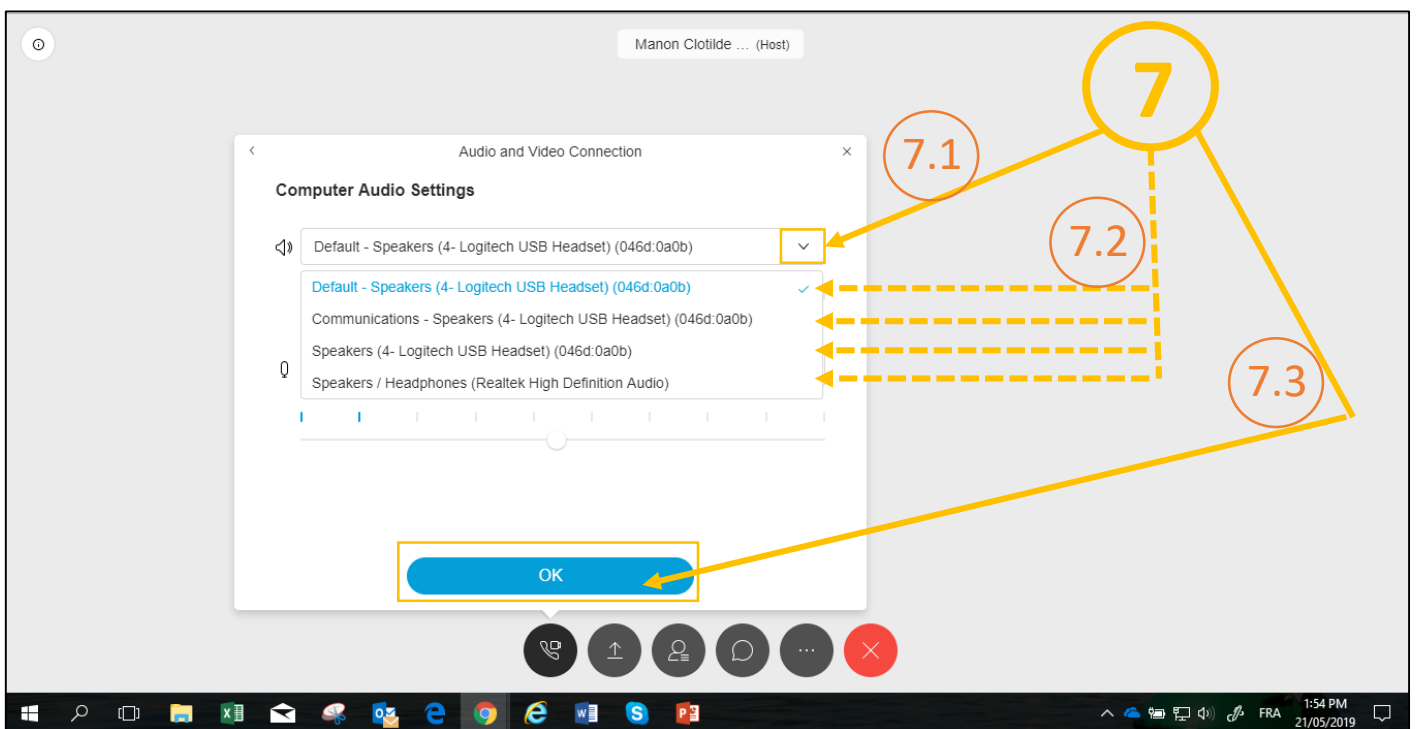 Manon Clotilde ... (Host)
7
7.1
Audio and Video Connection
Computer Audio Settings
Default - Speakers (4- Logitech USB Headset) (046d:0a0b)
7.2
Default - Speakers (4- Logitech USB Headset) (046d:0a0b)
Communications - Speakers (4- Logitech USB Headset) (046d:0a0b)
Speakers (4- Logitech USB Headset) (046d:0a0b)
Speakers / Headphones (Realtek High Definition Audio)
7.3
OK
FRA
1:54 PM
21/05/2019